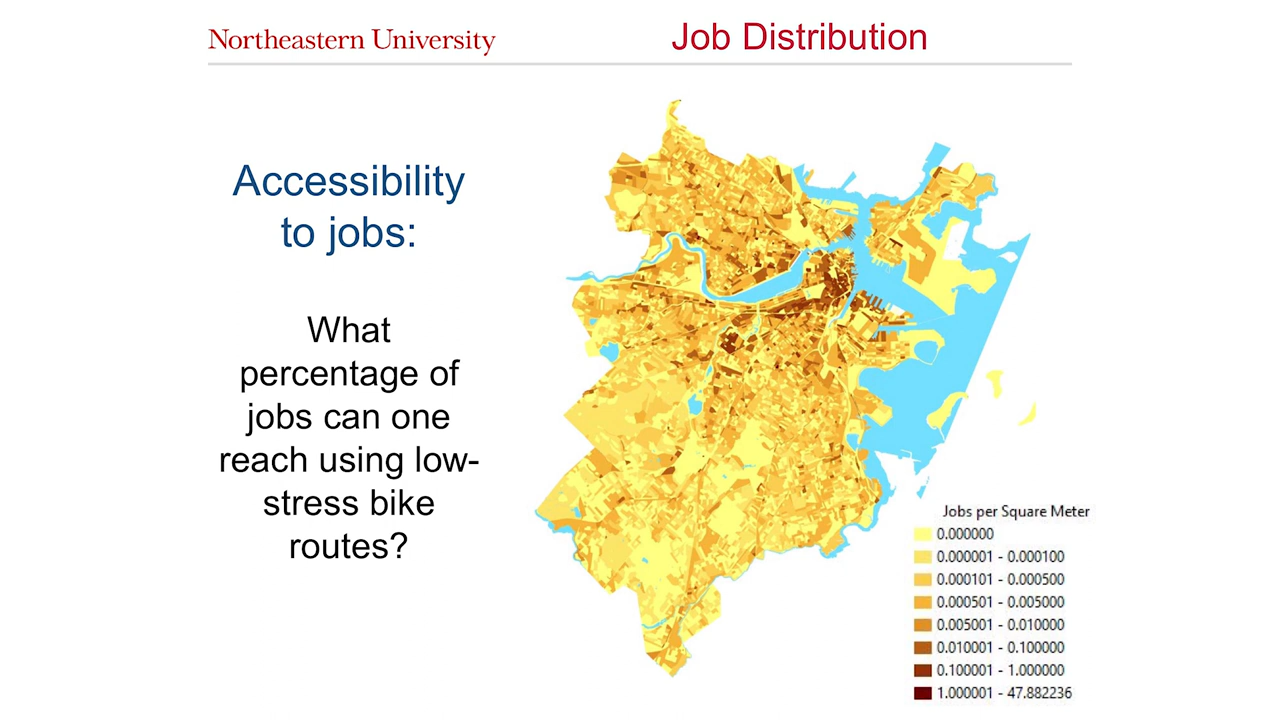 Northeastern University
Job Distribution
Accessibility
to jobs:
What
percentage of
jobs can one
reach using low-
stress bike
routes?
Jobs per Square Meter
0.000000
0.000001 - 0.000100
0.000101 - 0.000500
0.000501 - 0.005000
0.005001 - 0.010000
0.010001 - 0.100000
0.100001 - 1.000000
1.000001 - 47.882236